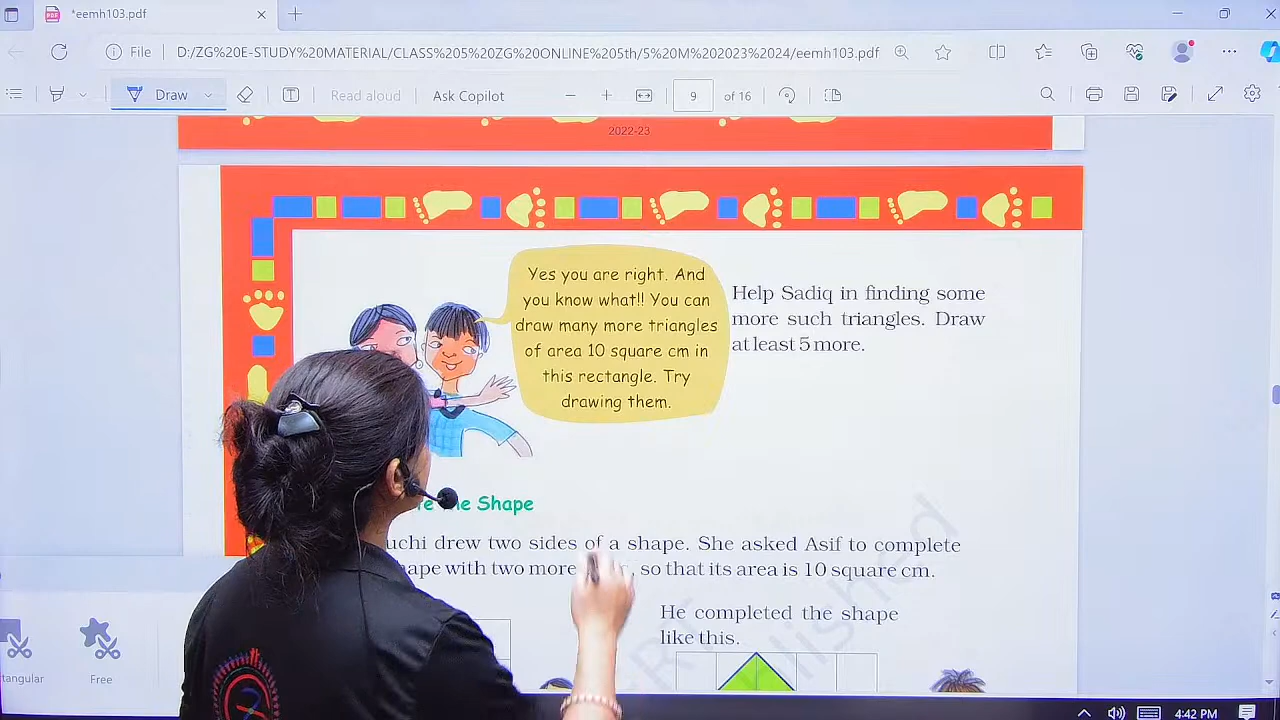 *eemh103.pdf
File
D:/ZG%20E-STUDY%20MATERIAL/CLASS%205%20ZG%20ONLINE%205th/5%20M%202023%2024/eemh103.pdf
Draw
Read aloud
Ask Copilot
9 of 16
2022-23
Yes you are right. And
you know what!! You can
draw many more triangles
of area 10 square cm in
this rectangle. Try
drawing them.
Help Sadiq in finding some
more such triangles. Draw
at least 5 more.
the Shape
drew two sides of a shape. She asked Asif to complete
with two more , so that its area is 10 square cm.
He completed the shape
like this.
Free
4:42 PM